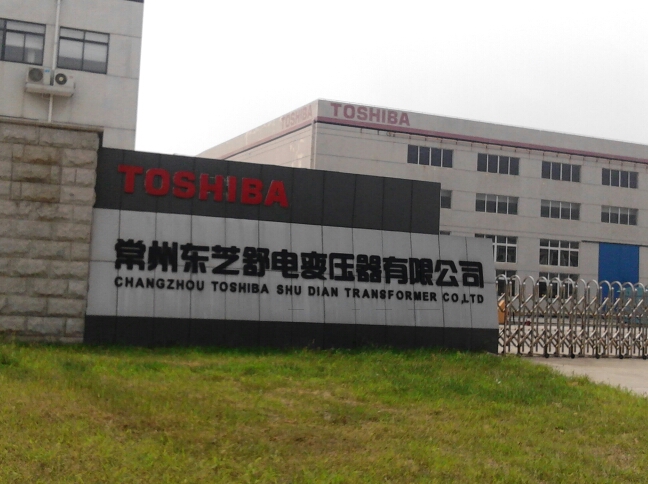 TOSHIBA
TOSHIBA
TOSHIBA
常州东芝舒电变压器有限公司
CHANGZHOU TOSHIBA SHU DIAN TRANSFORMER CO.,LTD